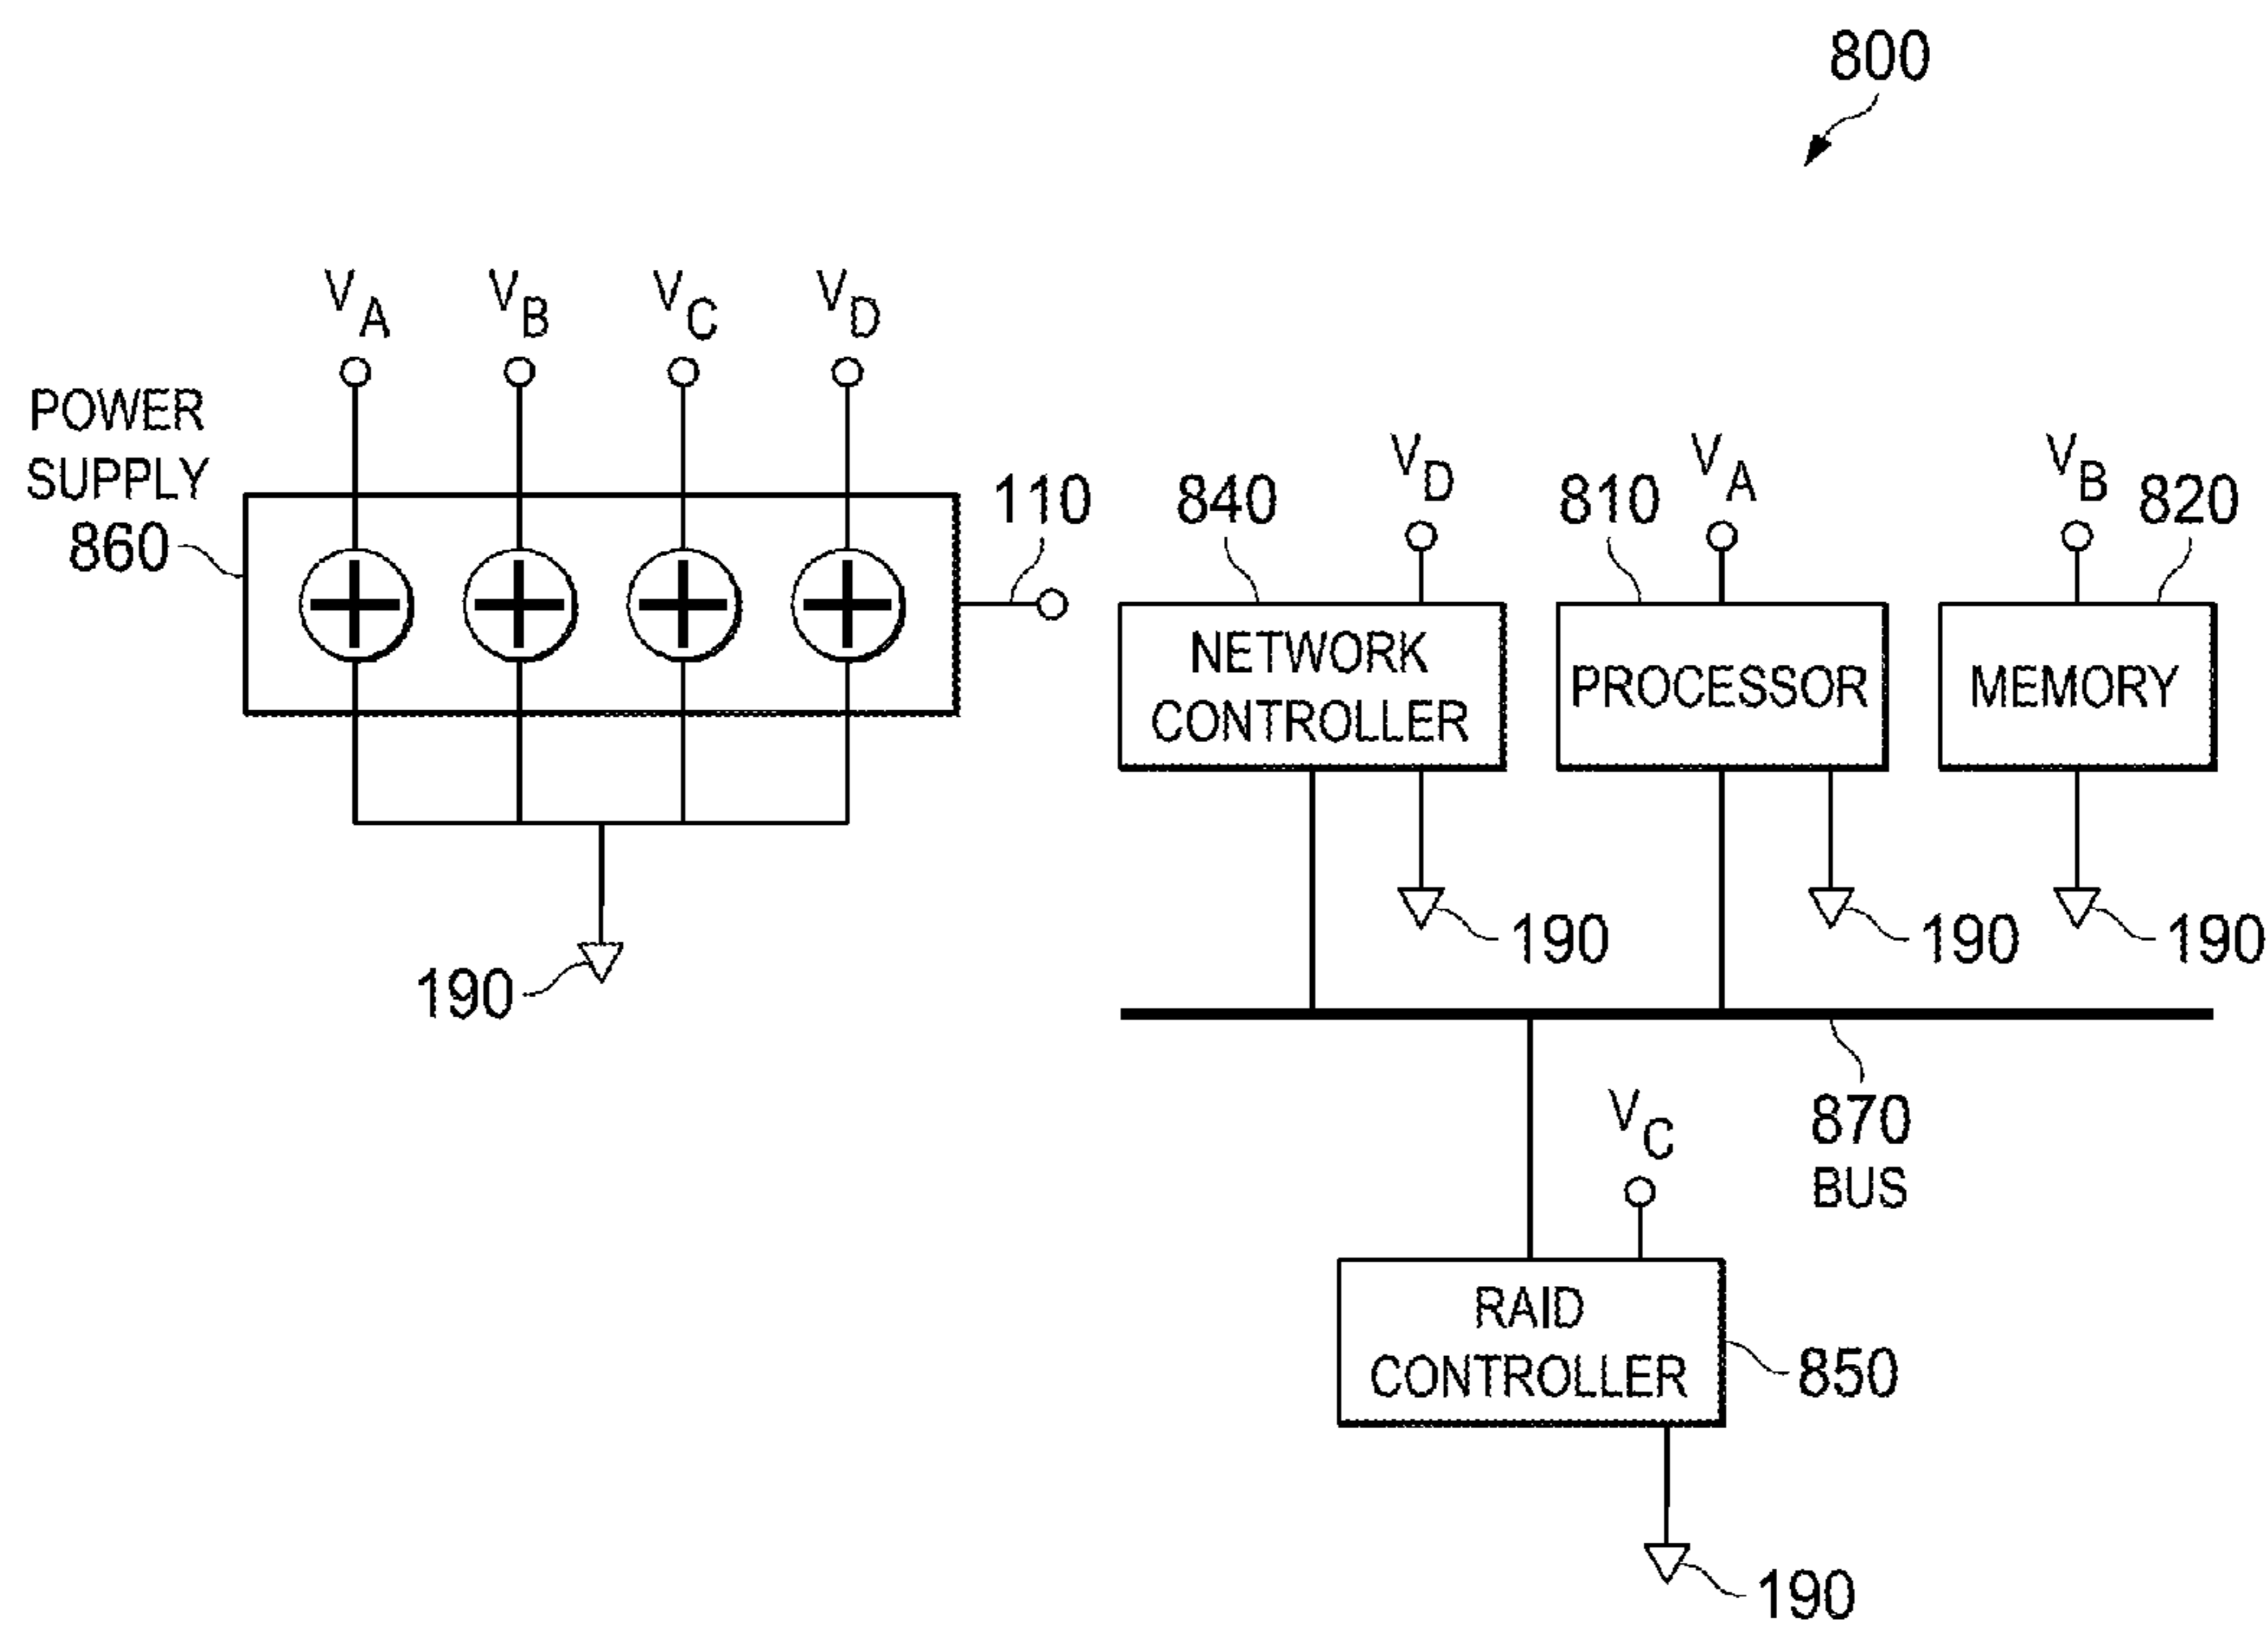 800
VA VB VC VD
POWER
SUPPLY
860
110
840
VD
810
VA
VB
820
NETWORK
CONTROLLER
PROCESSOR
MEMORY
190
190
190
190
870
BUS
VC
RAID
CONTROLLER
850
190